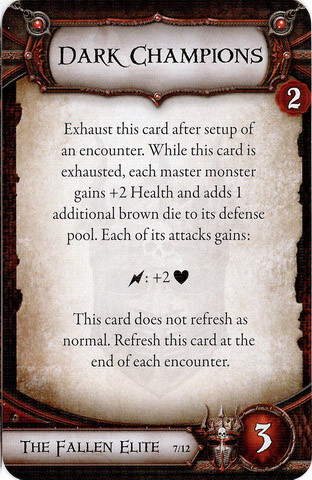 Dark Champions
2
Exhaust this card after setup of
an encounter. While this card is
exhausted, each master monster
gains +2 Health and adds 1
additional brown die to its defense
pool. Each of its attacks gains:
: +2 ♥
This card does not refresh as
normal. Refresh this card at the
end of each encounter.
The Fallen Elite 7/12
3